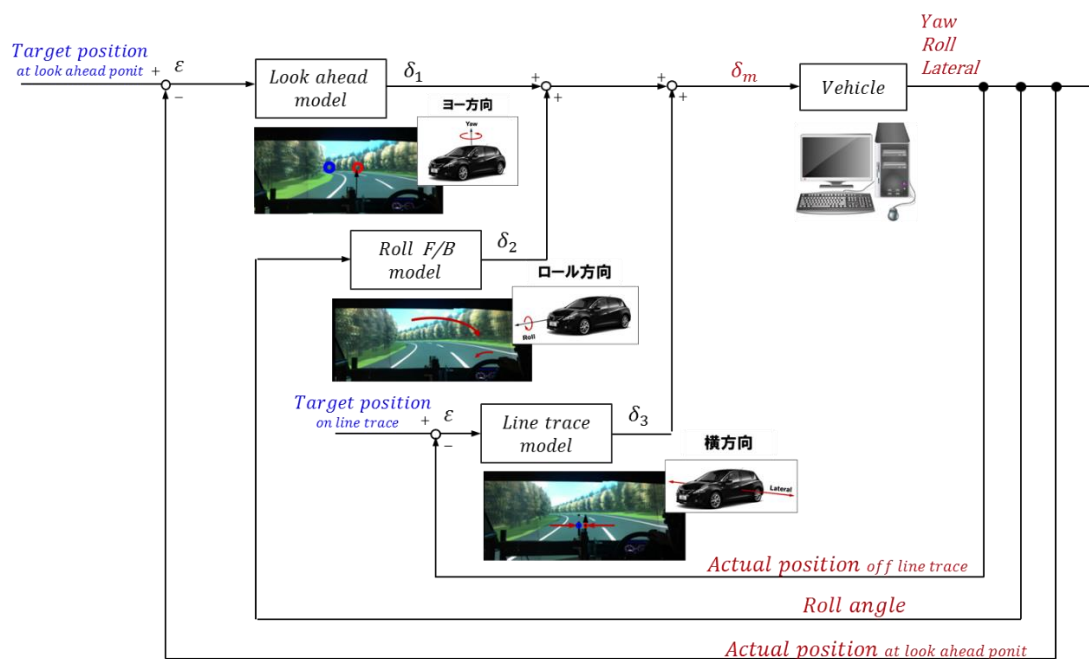 Yaw
Roll
Lateral
Target position
at look ahead ponit
+
ε
−
Look ahead
model
δ1
+
+
+
+
δm
Vehicle
ヨー方向
Yaw
Roll F/B
model
δ2
ロール方向
Roll
Target position
on line trace
+
ε
−
Line trace
model
δ3
横方向
Lateral
Actual position off line trace
Roll angle
Actual position at look ahead ponit